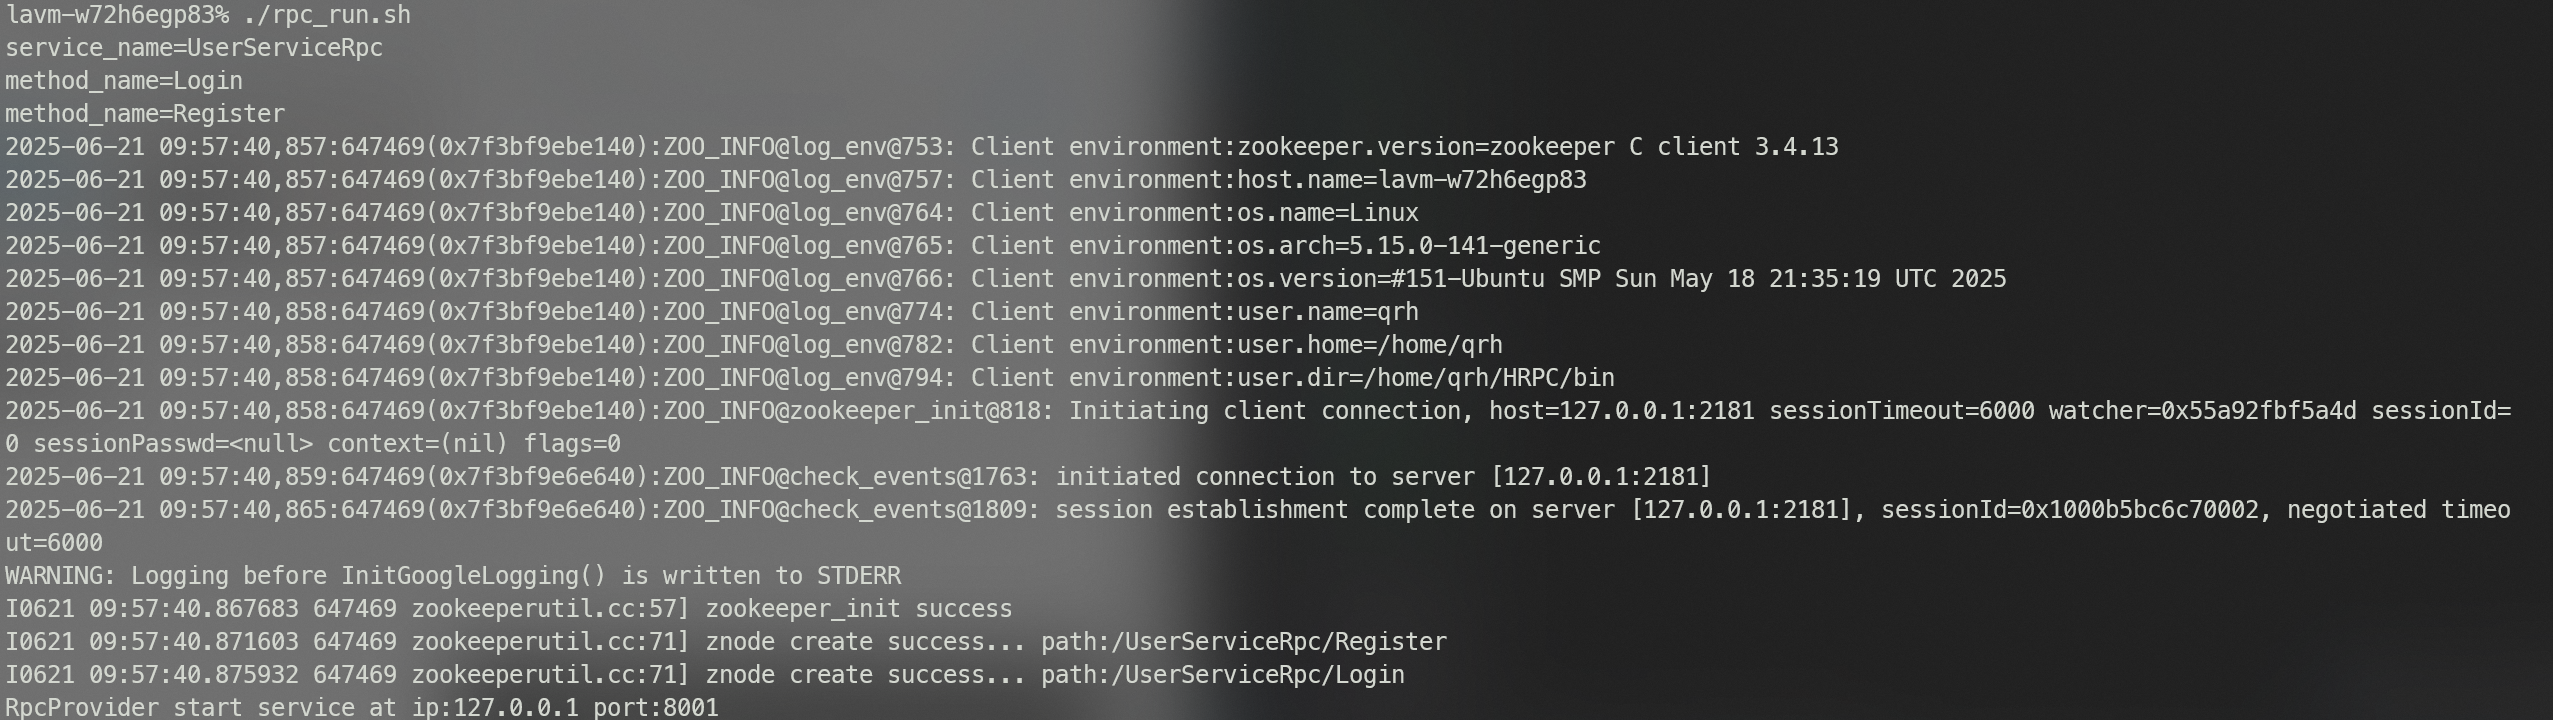 lavm-w72h6egp83% ./rpc_run.sh
service_name=UserServiceRpc
method_name=Login
method_name=Register
2025-06-21 09:57:40,857:647469(0x7f3bf9ebe140):ZOO_INFO@log_env@753: Client environment:zookeeper.version=zookeeper C client 3.4.13
2025-06-21 09:57:40,857:647469(0x7f3bf9ebe140):ZOO_INFO@log_env@757: Client environment:host.name=lavm-w72h6egp83
2025-06-21 09:57:40,857:647469(0x7f3bf9ebe140):ZOO_INFO@log_env@764: Client environment:os.name=Linux
2025-06-21 09:57:40,857:647469(0x7f3bf9ebe140):ZOO_INFO@log_env@765: Client environment:os.arch=5.15.0-141-generic
2025-06-21 09:57:40,857:647469(0x7f3bf9ebe140):ZOO_INFO@log_env@766: Client environment:os.version=#151-Ubuntu SMP Sun May 18 21:35:19 UTC 2025
2025-06-21 09:57:40,858:647469(0x7f3bf9ebe140):ZOO_INFO@log_env@774: Client environment:user.name=qrh
2025-06-21 09:57:40,858:647469(0x7f3bf9ebe140):ZOO_INFO@log_env@782: Client environment:user.home=/home/qrh
2025-06-21 09:57:40,858:647469(0x7f3bf9ebe140):ZOO_INFO@log_env@794: Client environment:user.dir=/home/qrh/HRPC/bin
2025-06-21 09:57:40,858:647469(0x7f3bf9ebe140):ZOO_INFO@zookeeper_init@818: Initiating client connection, host=127.0.0.1:2181 sessionTimeout=6000 watcher=0x55a92fbf5a4d sessionId=
0 sessionPasswd=<null> context=(nil) flags=0
2025-06-21 09:57:40,859:647469(0x7f3bf9e6e640):ZOO_INFO@check_events@1763: initiated connection to server [127.0.0.1:2181]
2025-06-21 09:57:40,865:647469(0x7f3bf9e6e640):ZOO_INFO@check_events@1809: session establishment complete on server [127.0.0.1:2181], sessionId=0x1000b5bc6c70002, negotiated timeo
ut=6000
WARNING: Logging before InitGoogleLogging() is written to STDERR
I0621 09:57:40.867683 647469 zookeeperutil.cc:57] zookeeper_init success
I0621 09:57:40.871603 647469 zookeeperutil.cc:71] znode create success... path:/UserServiceRpc/Register
I0621 09:57:40.875932 647469 zookeeperutil.cc:71] znode create success... path:/UserServiceRpc/Login
RpcProvider start service at ip:127.0.0.1 port:8001